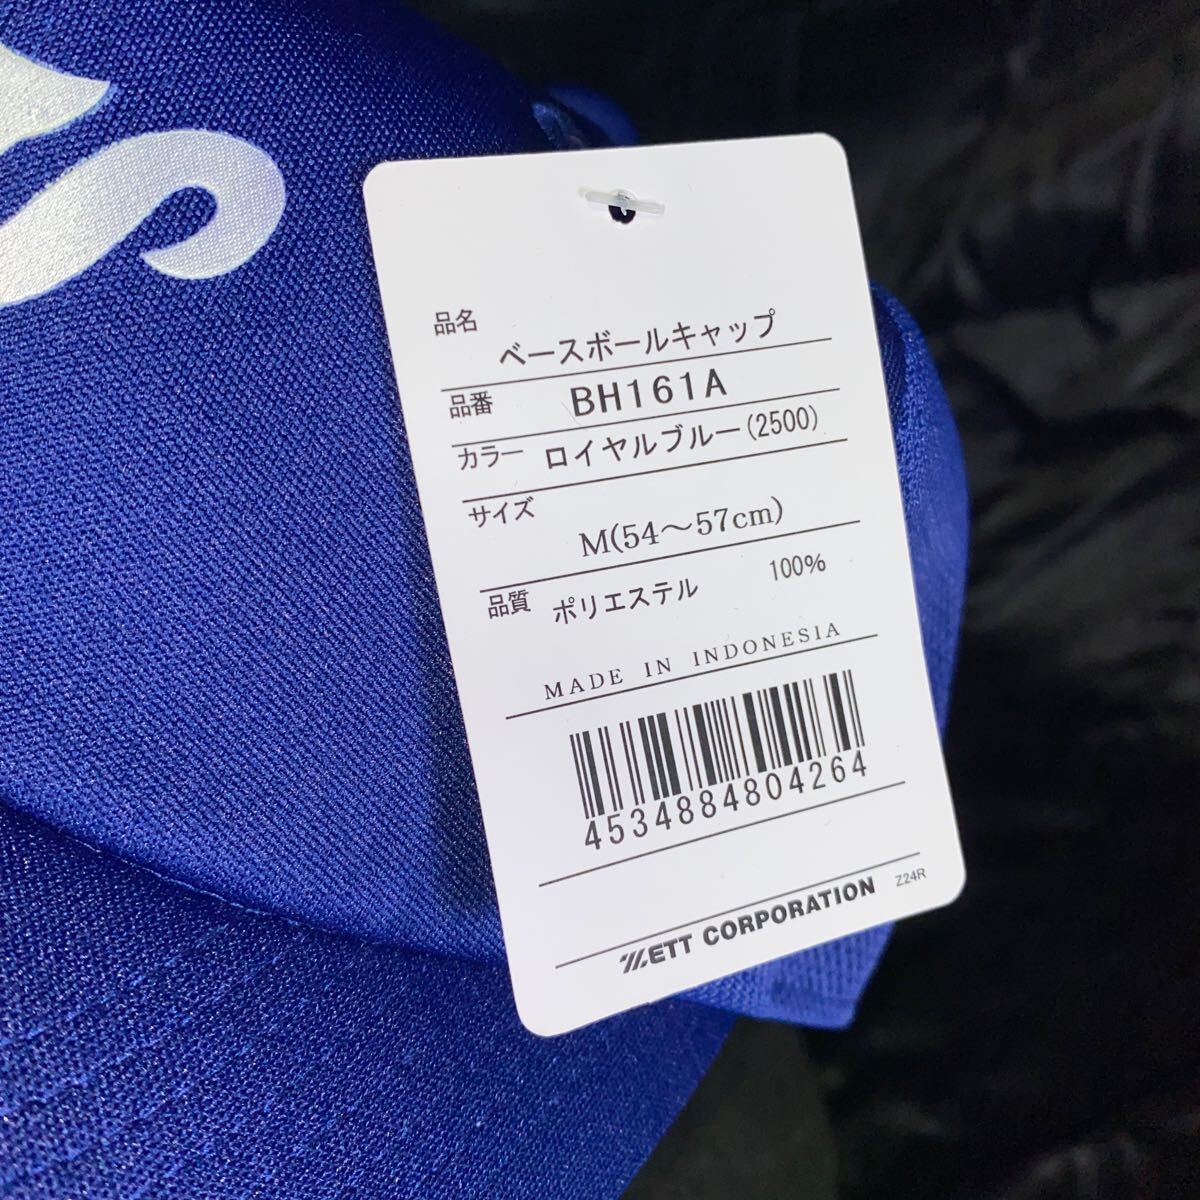 品名 ベースボールキャップ
品番 BH161A
カラー ロイヤルブルー(2500)
サイズ M(54～57cm)
品質 ポリエステル 100%
MADE IN INDONESIA
4534884804264
ZETT CORPORATION Z24R